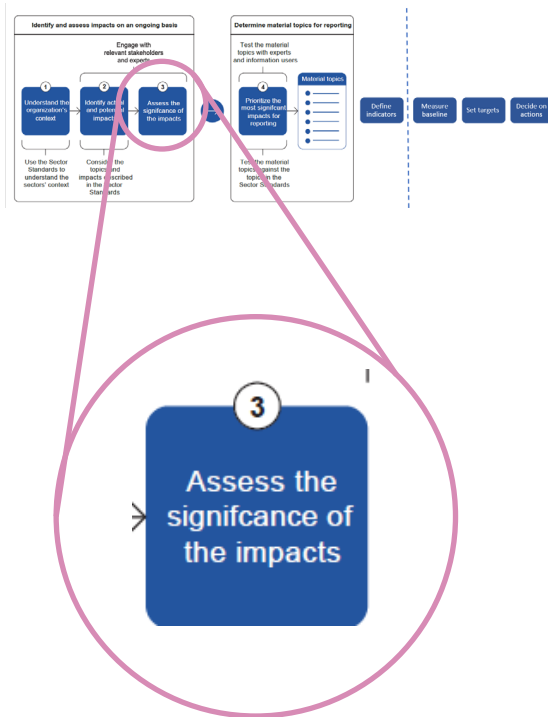 Identify and assess impacts on an ongoing basis
Engage with
relevant stakeholders
and experts
1
Understand the
organization's
context
2
Identify actual
and potential
impacts
3
Assess the
signifcance of
the impacts
Use the Sector
Standards to
understand the
sectors' context
Consider the
topics and
impacts described
in the Sector
Standards
Determine material topics for reporting
Test the material
topics with experts
and information users
4
Prioritize the
most signifcant
impacts for
reporting
Material topics
Test the material
topics against the
topics in the
Sector Standards
Define
indicators
Measure
baseline
Set targets
Decide on
actions
3
Assess the
signifcance of
the impacts